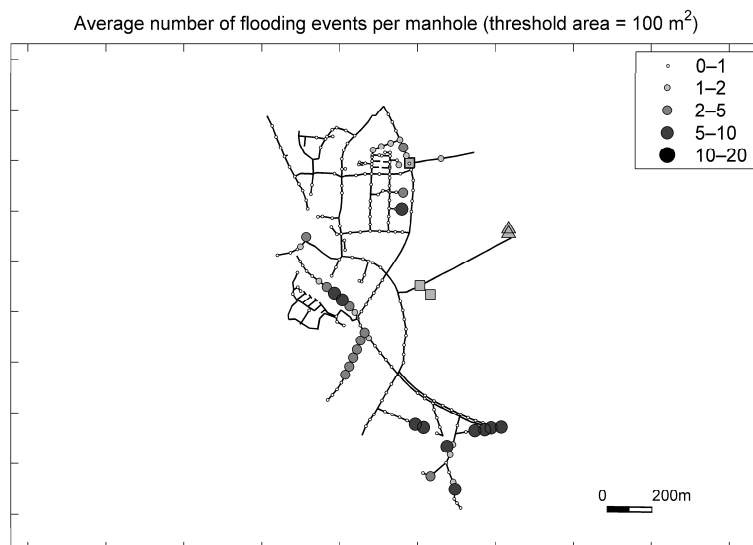 Average number of flooding events per manhole (threshold area = 100 m²)
0–1
1–2
2–5
5–10
10–20
0 200m